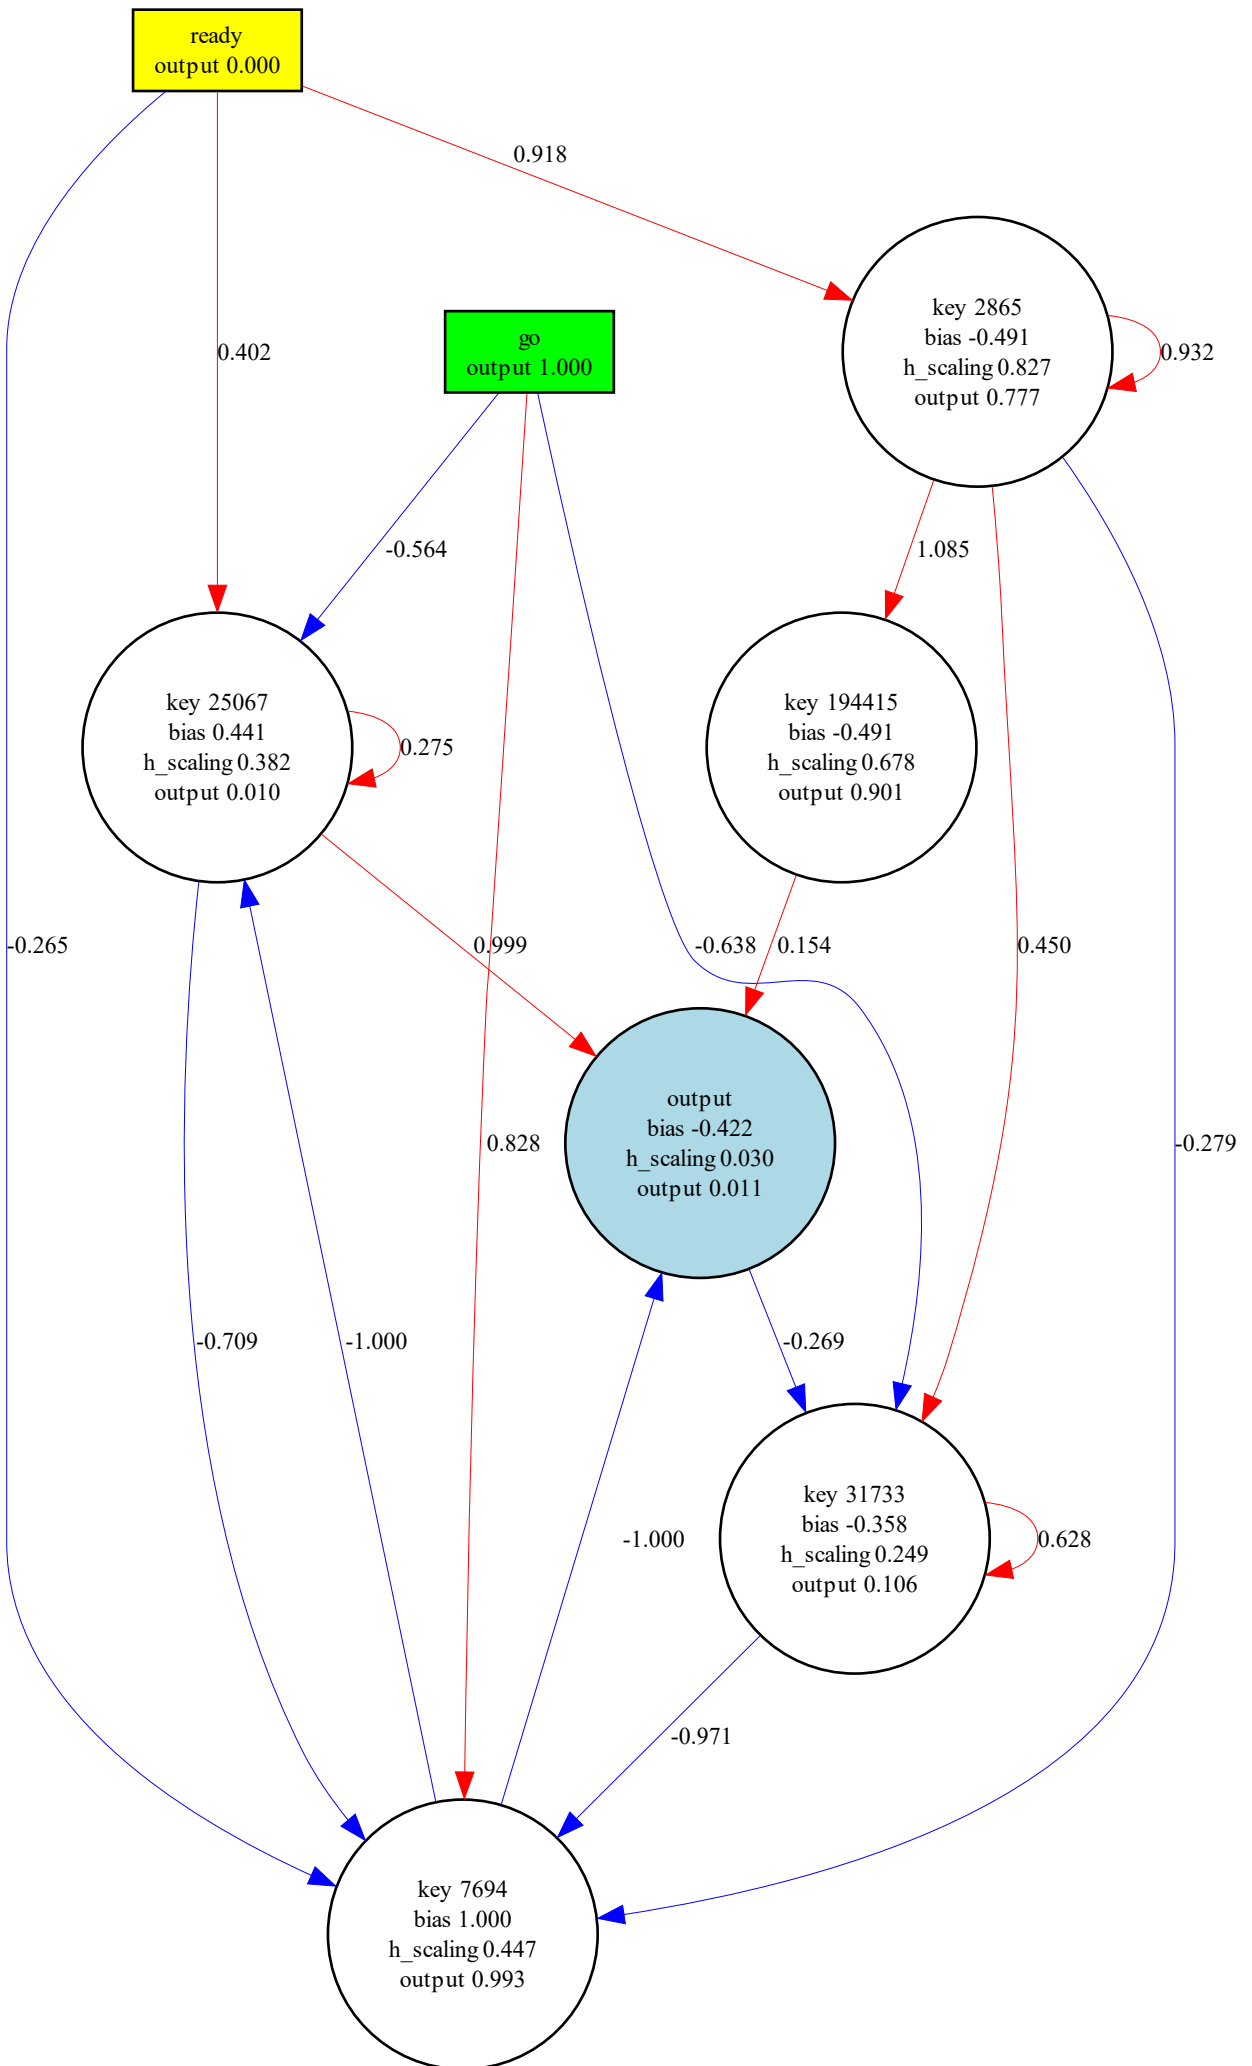 ready
output 0.000
0.918
key 2865
bias -0.491
h_scaling 0.827
output 0.777
0.932
go
output 1.000
0.402
-0.564
1.085
key 25067
bias 0.441
h_scaling 0.382
output 0.010
0.275
key 194415
bias -0.491
h_scaling 0.678
output 0.901
-0.265
0.999
-0.638
0.154
0.450
output
bias -0.422
h_scaling 0.030
output 0.011
0.828
-0.279
-0.709
-1.000
-0.269
-1.000
key 31733
bias -0.358
h_scaling 0.249
output 0.106
0.628
-0.971
key 7694
bias 1.000
h_scaling 0.447
output 0.993